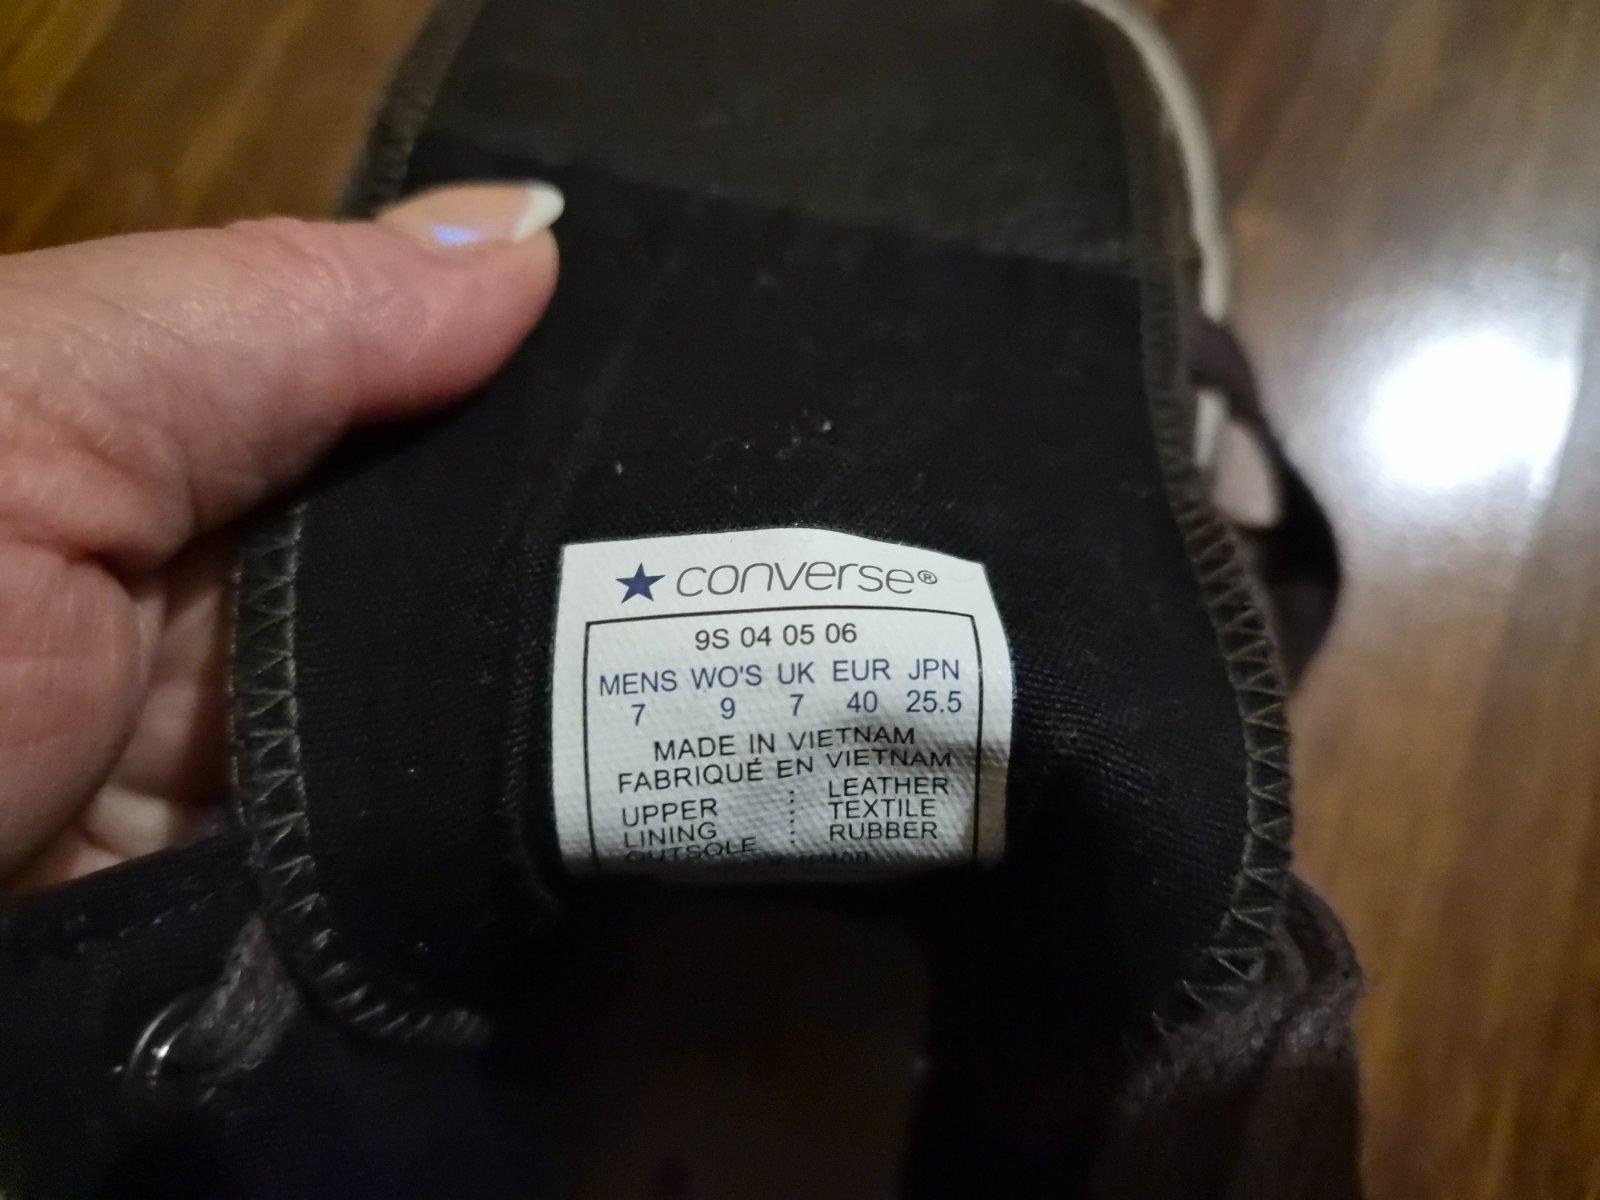 converse®
9S 04 05 06
MENS WO'S UK EUR JPN
7 9 7 40 25.5
MADE IN VIETNAM
FABRIQUÉ EN VIETNAM
UPPER : LEATHER
LINING : TEXTILE
OUTSOLE : RUBBER